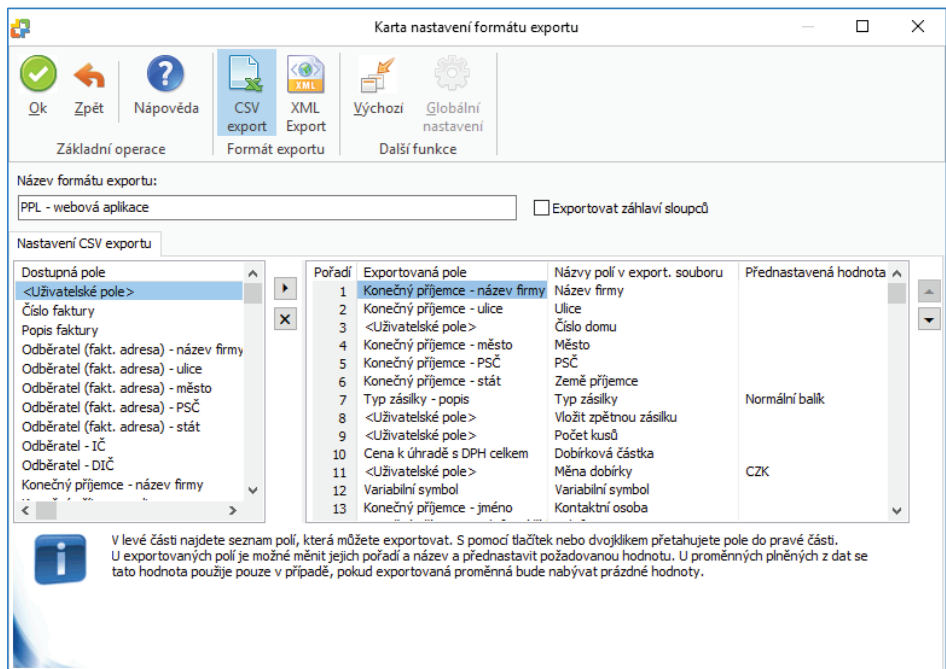 Karta nastavení formátu exportu
Ok Zpět Nápověda CSV export XML Export Výchozí Globální nastavení
Základní operace Formát exportu Další funkce
Název formátu exportu:
PPL - webová aplikace Exportovat záhlaví sloupců
Nastavení CSV exportu
Dostupná pole
<Uživatelské pole>
Číslo faktury
Popis faktury
Odběratel (fakt. adresa) - název firmy
Odběratel (fakt. adresa) - ulice
Odběratel (fakt. adresa) - město
Odběratel (fakt. adresa) - PSČ
Odběratel (fakt. adresa) - stát
Odběratel - IČ
Odběratel - DIČ
Konečný příjemce - název firmy
Pořadí Exportovaná pole Názvy polí v export. souboru Přednastavená hodnota
1 Konečný příjemce - název firmy Název firmy
2 Konečný příjemce - ulice Ulice
3 <Uživatelské pole> Číslo domu
4 Konečný příjemce - město Město
5 Konečný příjemce - PSČ PSČ
6 Konečný příjemce - stát Země příjemce
7 Typ zásilky - popis Typ zásilky Normální balík
8 <Uživatelské pole> Vložit zpětnou zásilku
9 <Uživatelské pole> Počet kusů
10 Cena k úhradě s DPH celkem Dobírková částka
11 <Uživatelské pole> Měna dobírky CZK
12 Variabilní symbol Variabilní symbol
13 Konečný příjemce - jméno Kontaktní osoba
V levé části najdete seznam polí, která můžete exportovat. S pomocí tlačítek nebo dvojklikem přetahujete pole do pravé části.
U exportovaných polí je možné měnit jejich pořadí a název a přednastavit požadovanou hodnotu. U proměnných plněných z dat se
tato hodnota použije pouze v případě, pokud exportovaná proměnná bude nabývat prázdné hodnoty.